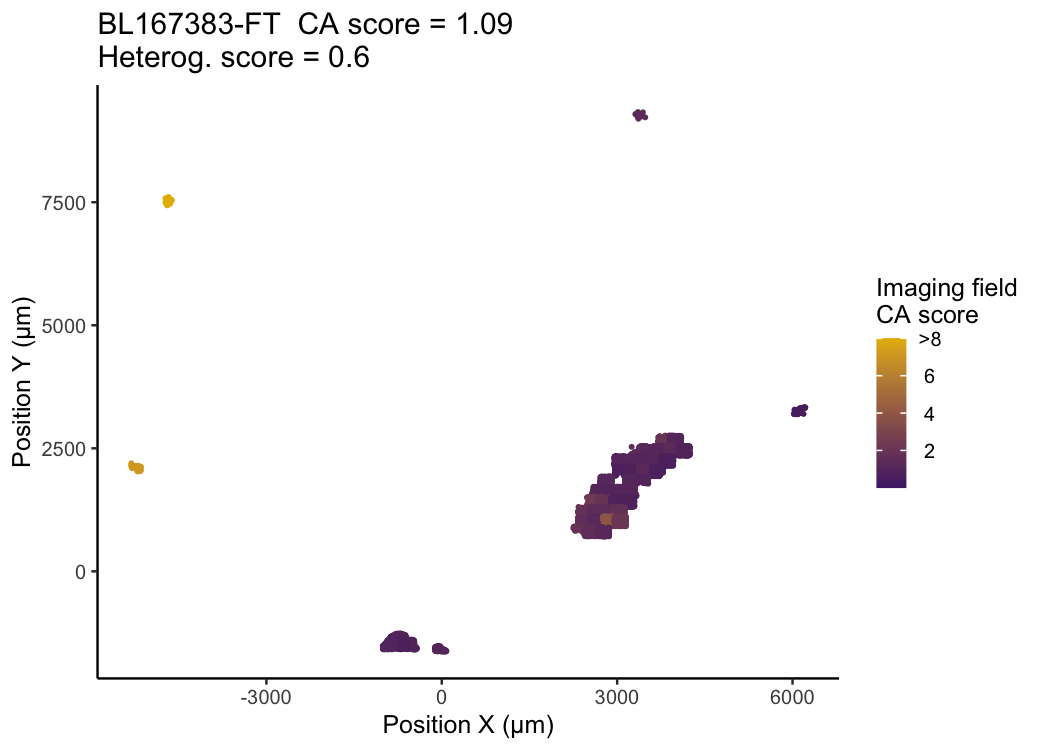 BL167383-FT  CA score = 1.09
Heterog. score = 0.6
Position Y (µm)
7500
5000
2500
0
-3000
0
3000
6000
Position X (µm)
Imaging field
CA score
>8
6
4
2